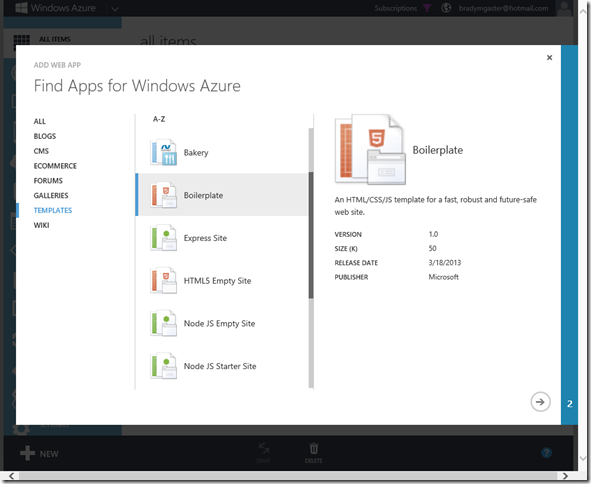 Windows Azure
Subscriptions
bradymgaster@hotmail.com
ALL ITEMS
all items
ADD WEB APP
Find Apps for Windows Azure
ALL
BLOGS
CMS
ECOMMERCE
FORUMS
GALLERIES
TEMPLATES
WIKI
A-Z
Bakery
Boilerplate
Express Site
HTML5 Empty Site
Node JS Empty Site
Node JS Starter Site
Boilerplate
An HTML/CSS/JS template for a fast, robust and future-safe
web site.
VERSION 1.0
SIZE (K) 50
RELEASE DATE 3/18/2013
PUBLISHER Microsoft
2
NEW
DELETE
?